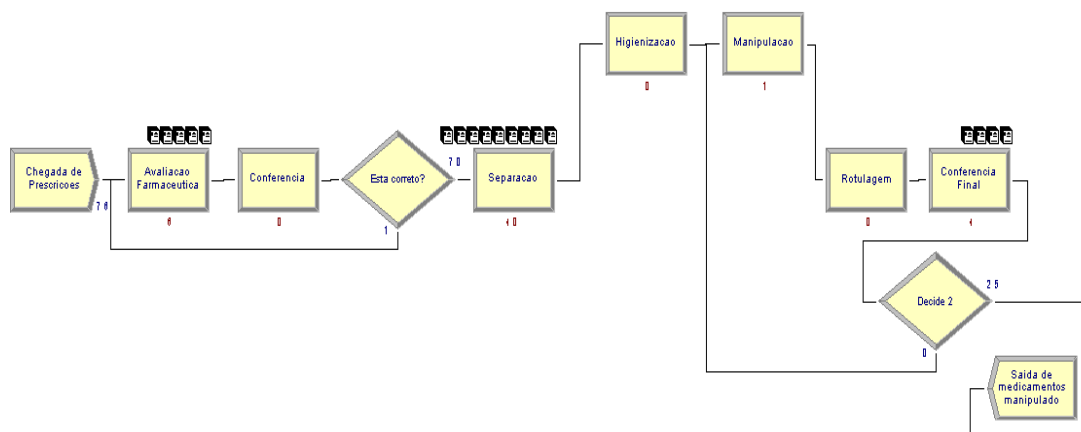 Higienizacao
Manipulacao
0
1
Chegada de
Prescricoes
76
Avaliacao
Farmaceutica
6
Conferencia
0
Esta correto?
70
1
Separacao
40
Rotulagem
0
Conferencia
Final
4
Decide 2
25
0
Saida de
medicamentos
manipulado